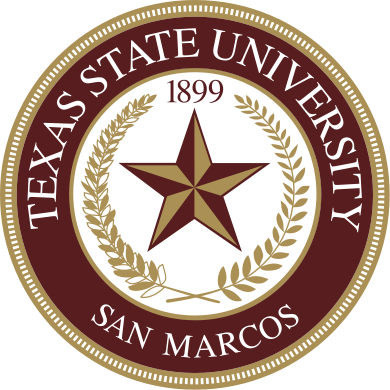 TEXAS STATE UNIVERSITY
1899
SAN MARCOS